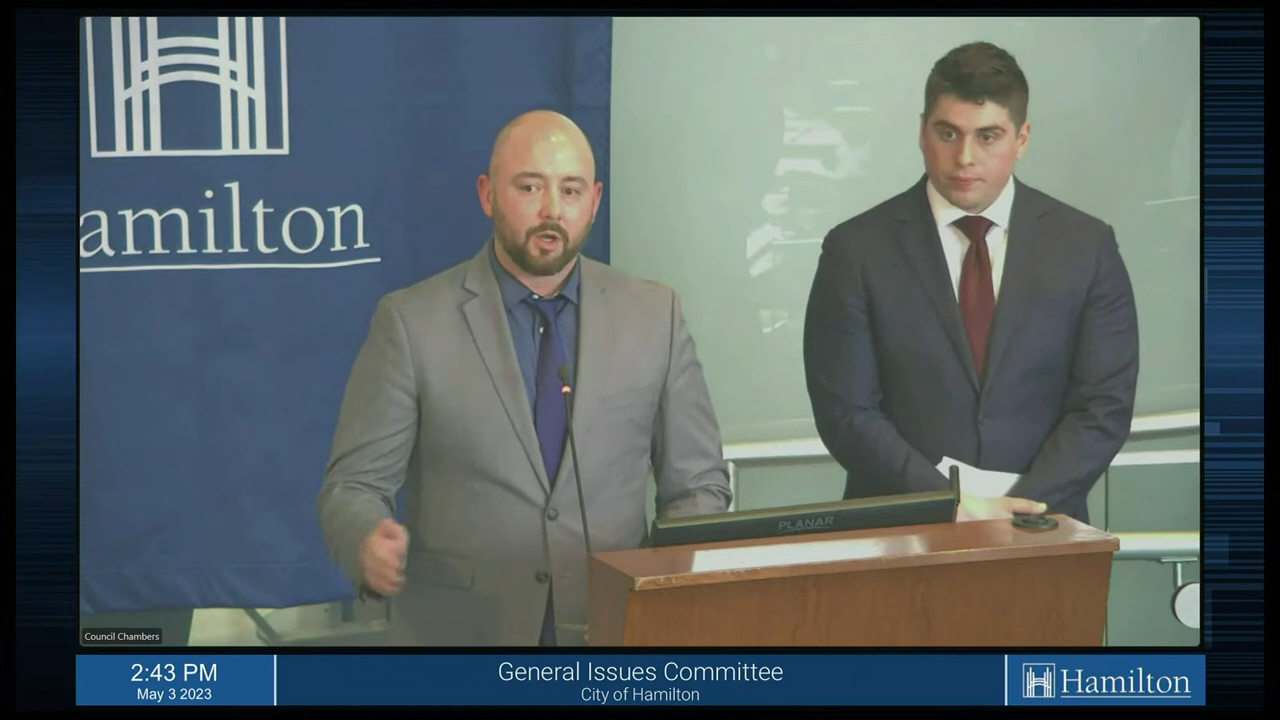 amilton
PLANAR
Council Chambers
2:43 PM
May 3 2023
General Issues Committee
City of Hamilton
Hamilton